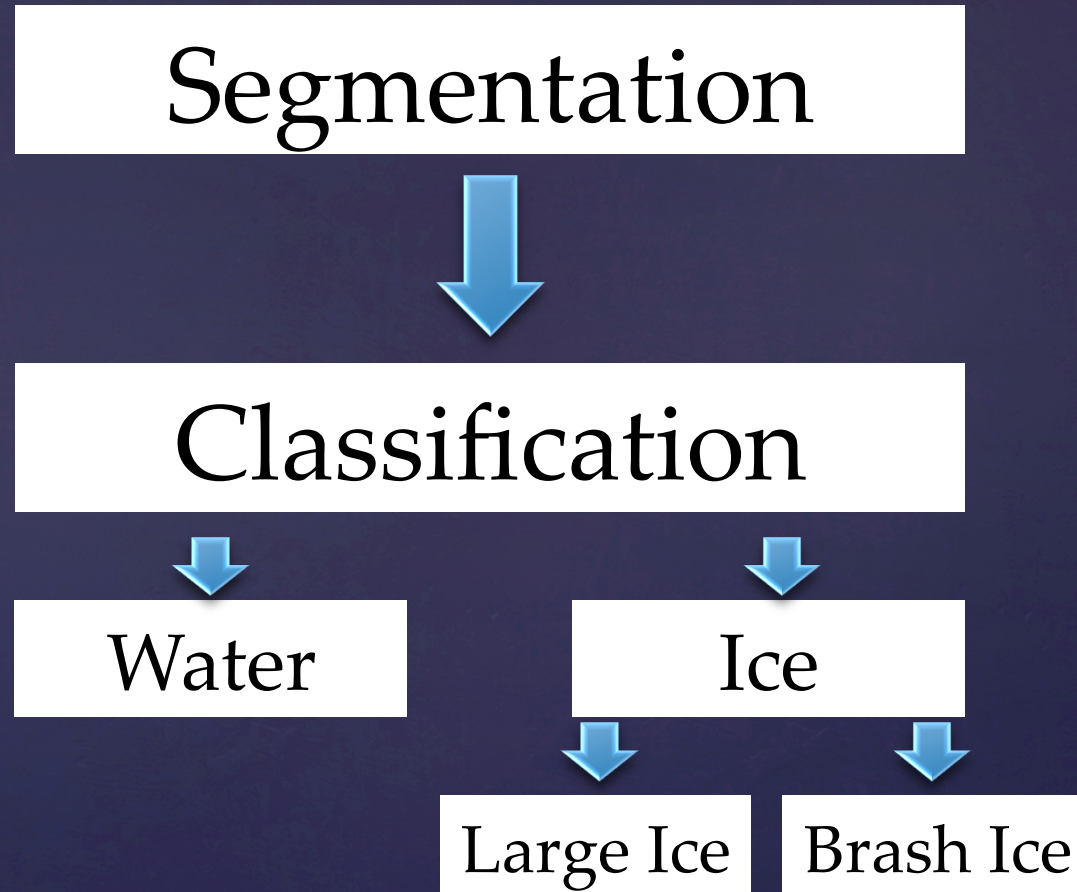 Segmentation
Classification
Water
Ice
Large Ice
Brash Ice